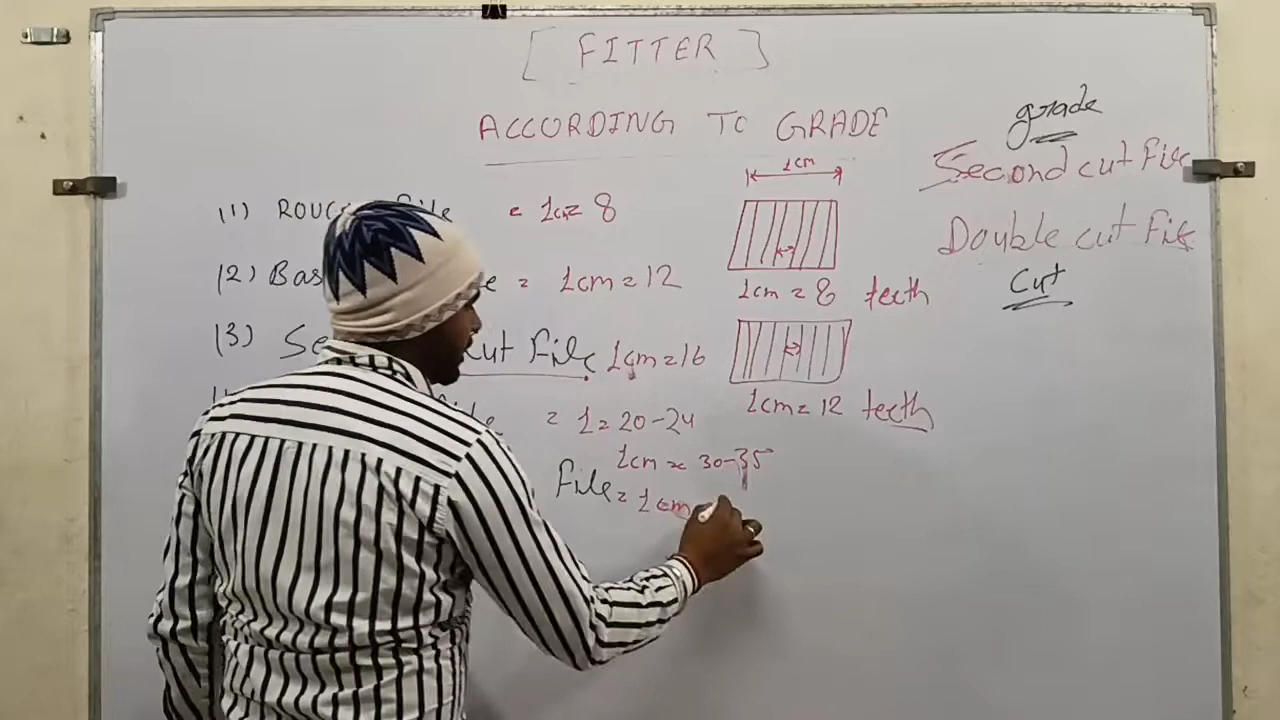 [ FITTER ]
ACCORDING TO GRADE
(1) ROUG = 1cm= 8
(2) Bas = 1cm = 12
(3) Se Cut File 1cm=16
= 1 = 20-24
1cm = 30-35
File = 1cm
1cm
1cm = 8 teeth
1cm = 12 teeth
grade
Second cut File
Double cut File
Cut